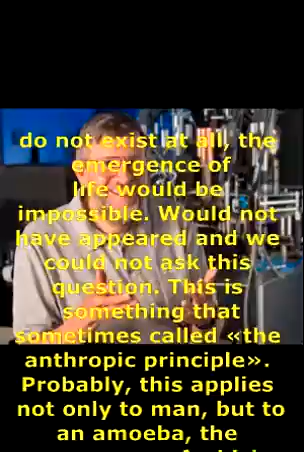 do not exist at all, the
emergence of
life would be
impossible. Would not
have appeared and we
could not ask this
question. This is
something that
sometimes called «the
anthropic principle».
Probably, this applies
not only to man, but to
an amoeba, the